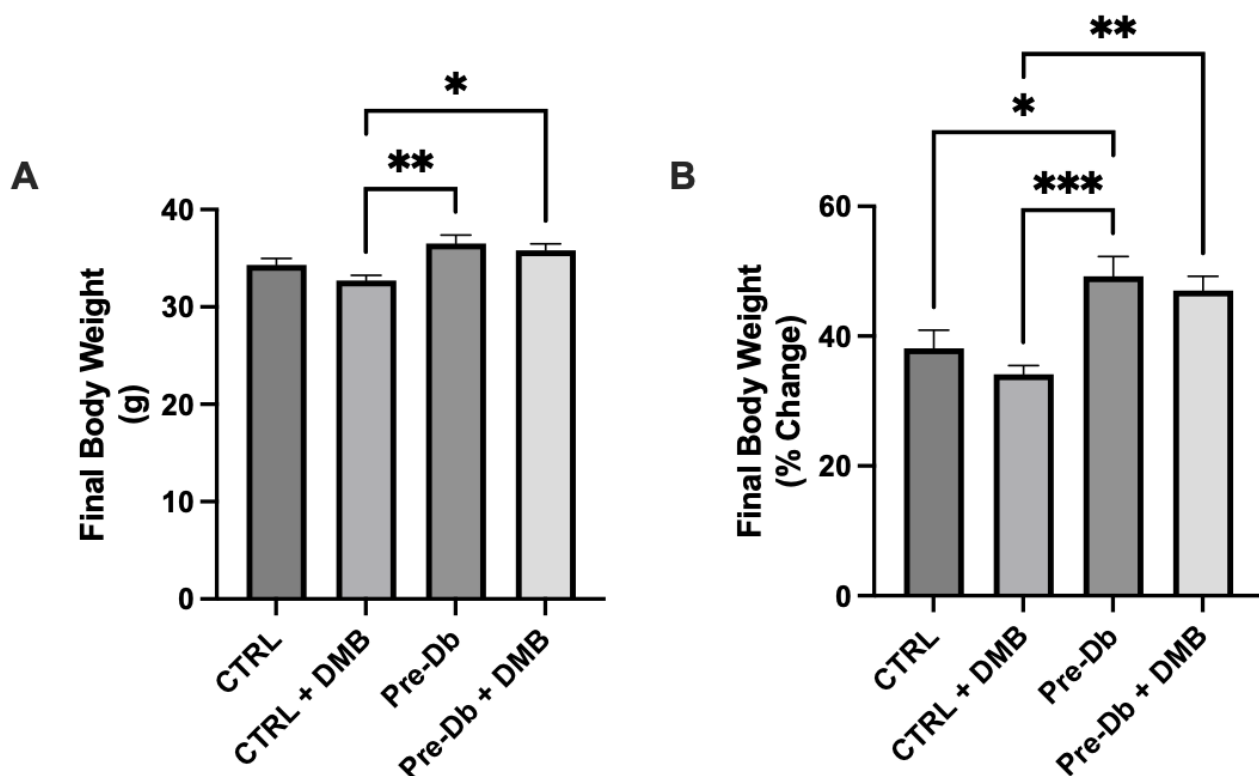 A
Final Body Weight
(g)
40
30
20
10
0
*
**
CTRL
CTRL + DMB
Pre-Db
Pre-Db + DMB
B
Final Body Weight
(% Change)
60
40
20
0
**
*
***
CTRL
CTRL + DMB
Pre-Db
Pre-Db + DMB